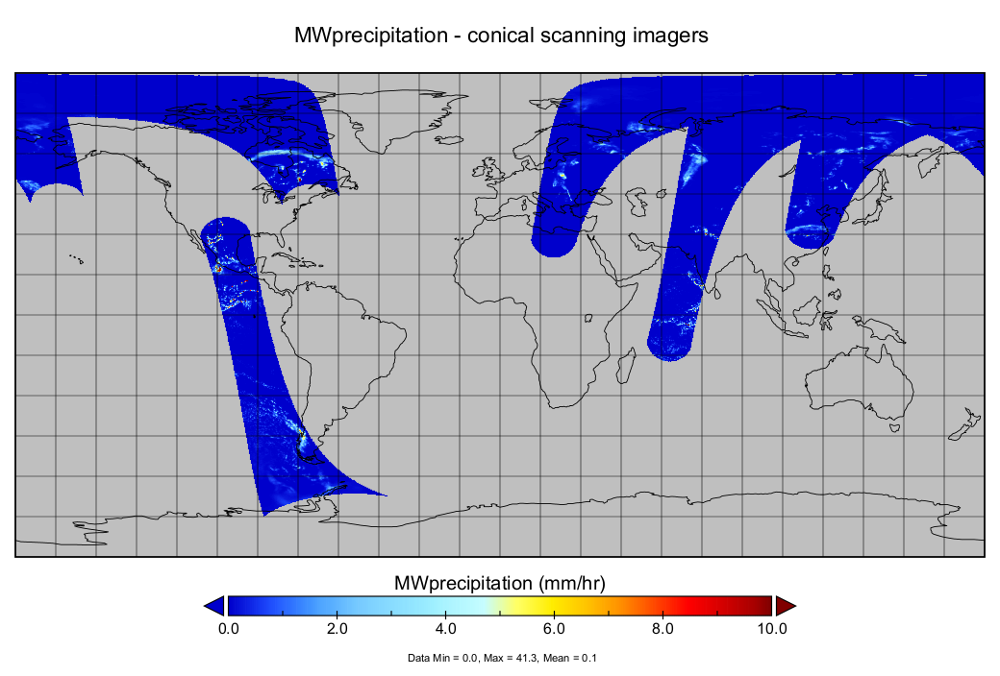 MWprecipitation - conical scanning imagers
MWprecipitation (mm/hr)
0.0 2.0 4.0 6.0 8.0 10.0
Data Min = 0.0, Max = 41.3, Mean = 0.1